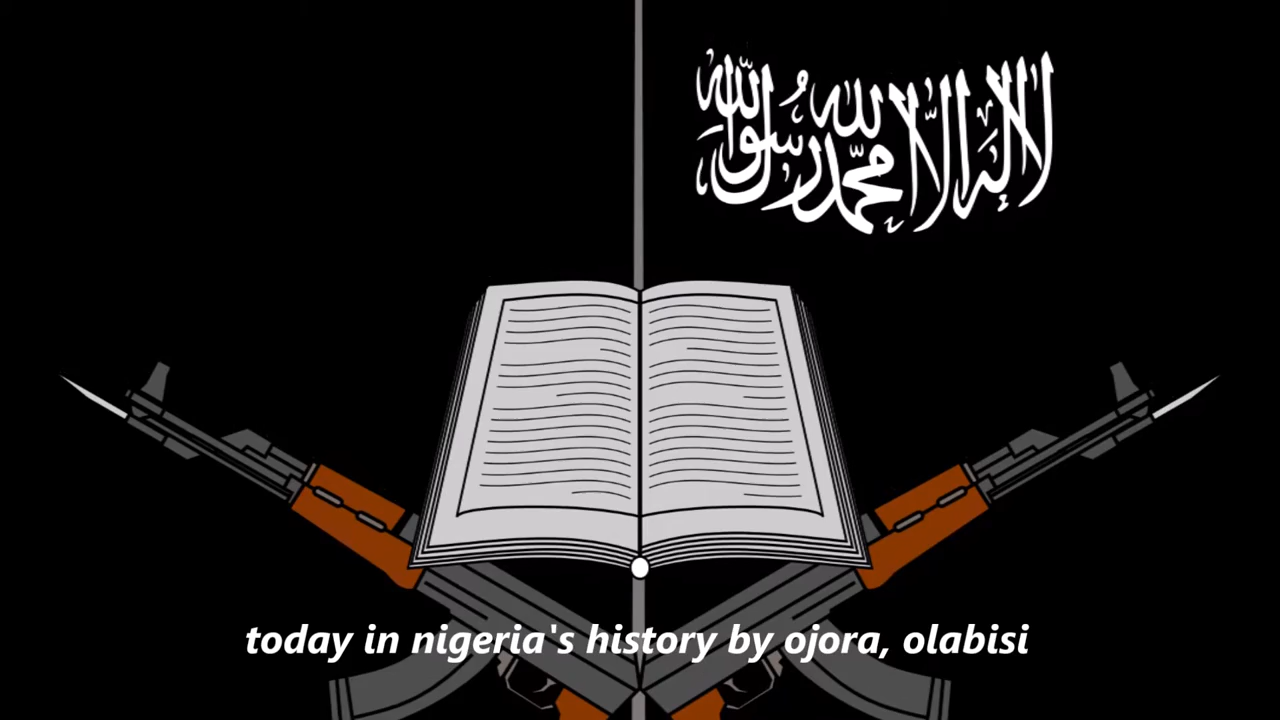 لا إله إلا الله محمد رسول الله
today in nigeria's history by ojora, olabisi